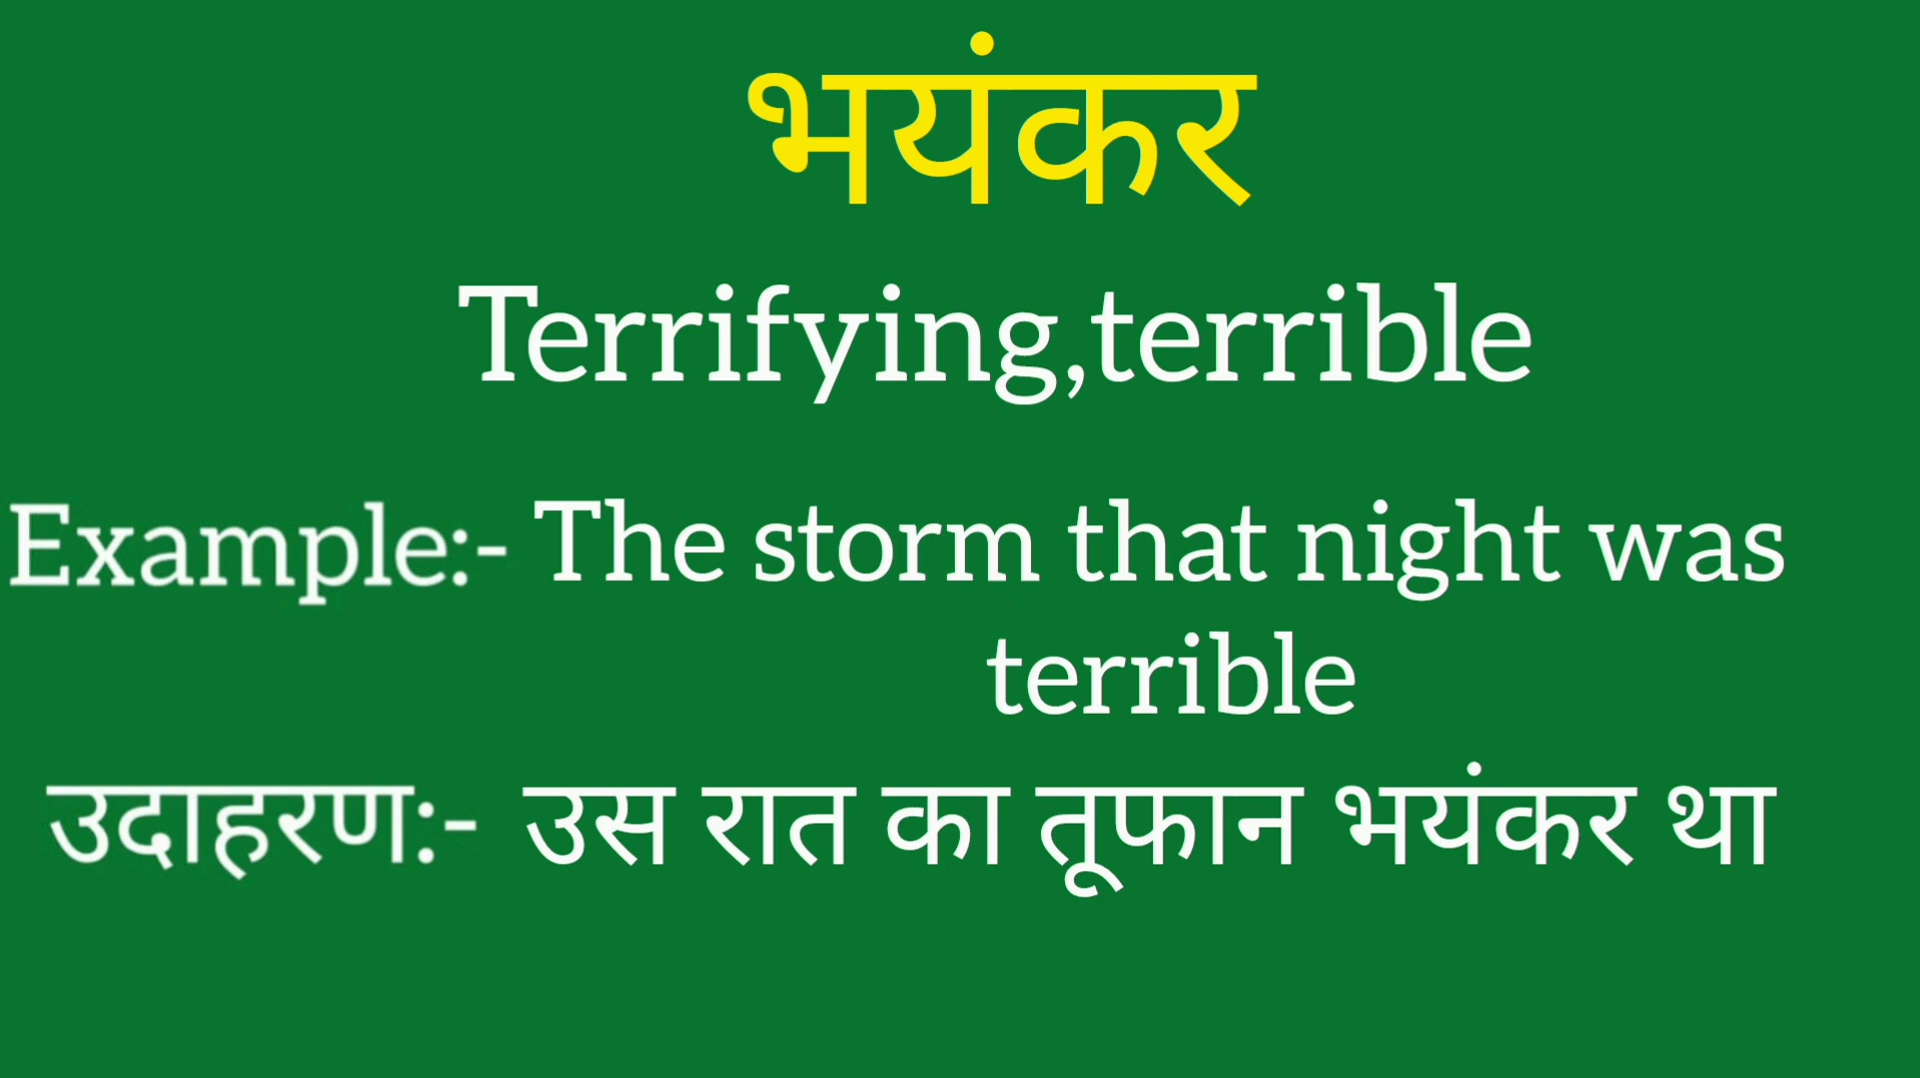 भयंकर
Terrifying,terrible
Example:- The storm that night was
terrible
उदाहरण:- उस रात का तूफान भयंकर था